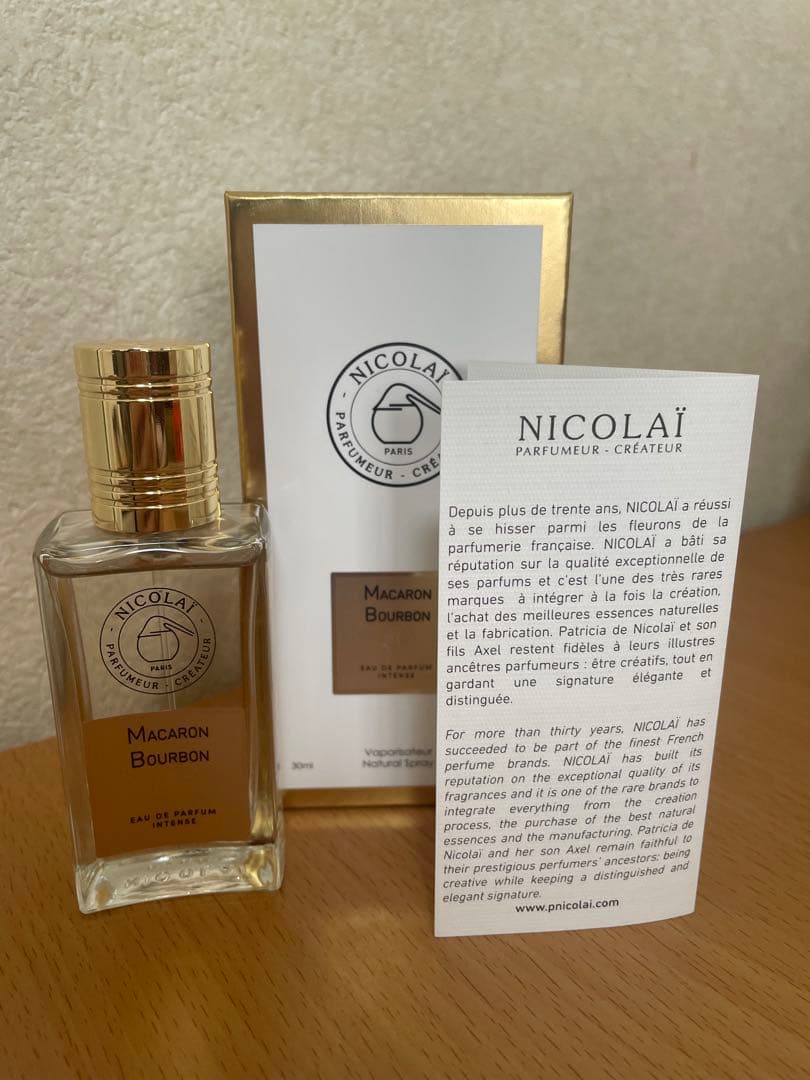 NICOLAÏ
PARFUMEUR - CRÉATEUR
PARIS
MACARON
BOURBON
EAU DE PARFUM
INTENSE
NICOLAÏ
PARFUMEUR -
PARIS
MACARON
BOURBON
EAU DE PARFUM
INTENSE
30ml
Vaporisateur
Natural Spray
NICOLAÏ
PARFUMEUR - CRÉATEUR
Depuis plus de trente ans, NICOLAÏ a réussi
à se hisser parmi les fleurons de la
parfumerie française. NICOLAÏ a bâti sa
réputation sur la qualité exceptionnelle de
ses parfums et c'est l'une des très rares
marques à intégrer à la fois la création,
l'achat des meilleures essences naturelles
et la fabrication. Patricia de Nicolaï et son
fils Axel restent fidèles à leurs illustres
ancêtres parfumeurs : être créatifs, tout en
gardant une signature élégante et
distinguée.
For more than thirty years, NICOLAÏ has
succeeded to be part of the finest French
perfume brands. NICOLAÏ has built its
reputation on the exceptional quality of its
fragrances and it is one of the rare brands to
integrate everything from the creation
process, the purchase of the best natural
essences and the manufacturing. Patricia de
Nicolaï and her son Axel remain faithful to
their prestigious perfumers' ancestors: being
creative while keeping a distinguished and
elegant signature.
www.pnicolai.com